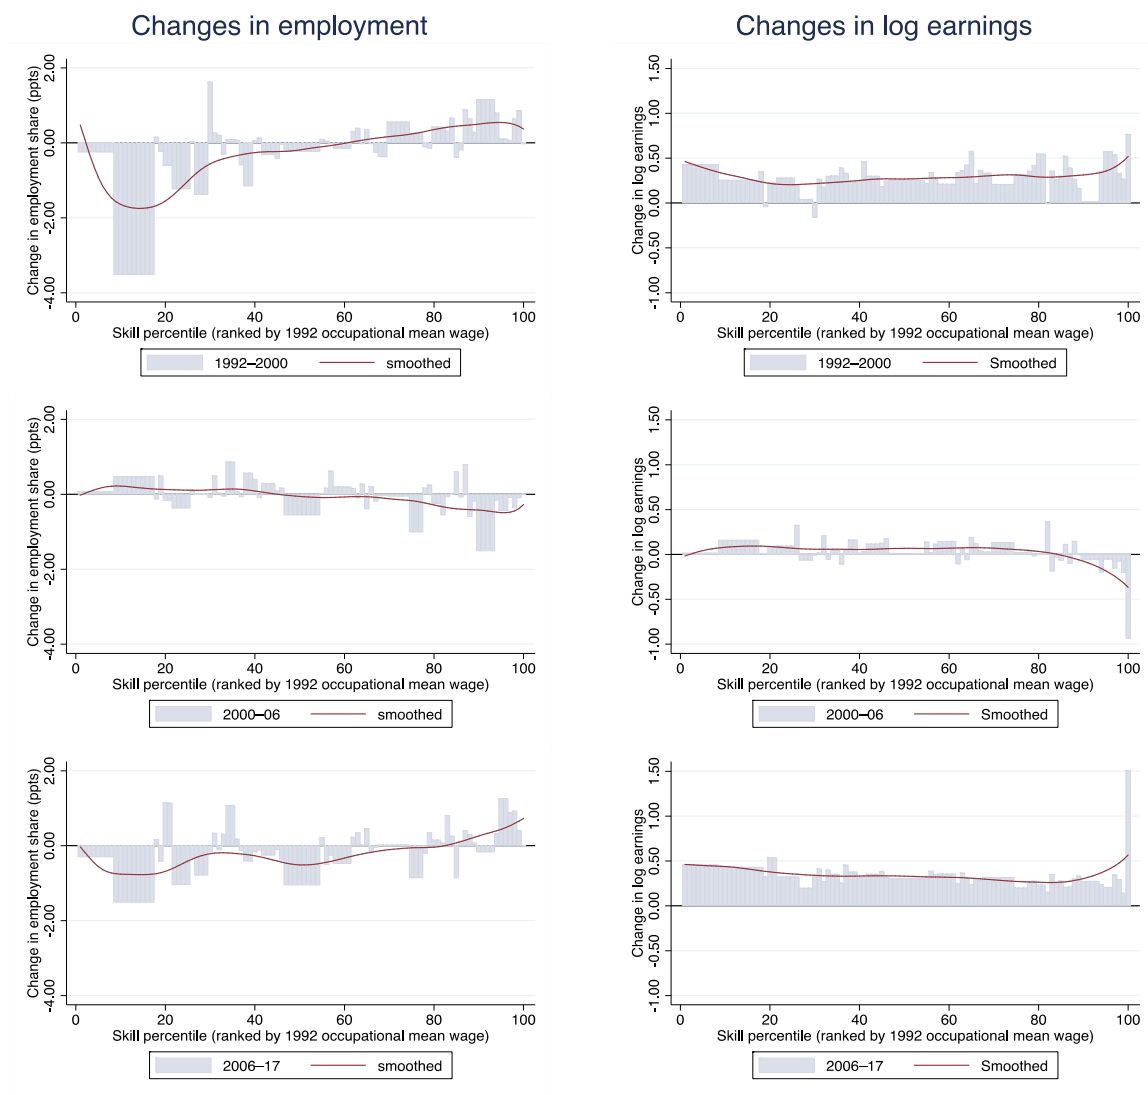 Changes in employment
Changes in log earnings
Change in employment share (ppts)
2.00
0.00
-2.00
-4.00
0 20 40 60 80 100
Skill percentile (ranked by 1992 occupational mean wage)
1992–2000 smoothed
Change in log earnings
1.50
1.00
0.50
0.00
-0.50
-1.00
0 20 40 60 80 100
Skill percentile (ranked by 1992 occupational mean wage)
1992–2000 Smoothed
Change in employment share (ppts)
2.00
0.00
-2.00
-4.00
0 20 40 60 80 100
Skill percentile (ranked by 1992 occupational mean wage)
2000–06 smoothed
Change in log earnings
1.50
1.00
0.50
0.00
-0.50
-1.00
0 20 40 60 80 100
Skill percentile (ranked by 1992 occupational mean wage)
2000–06 Smoothed
Change in employment share (ppts)
2.00
0.00
-2.00
-4.00
0 20 40 60 80 100
Skill percentile (ranked by 1992 occupational mean wage)
2006–17 smoothed
Change in log earnings
1.50
1.00
0.50
0.00
-0.50
-1.00
0 20 40 60 80 100
Skill percentile (ranked by 1992 occupational mean wage)
2006–17 Smoothed